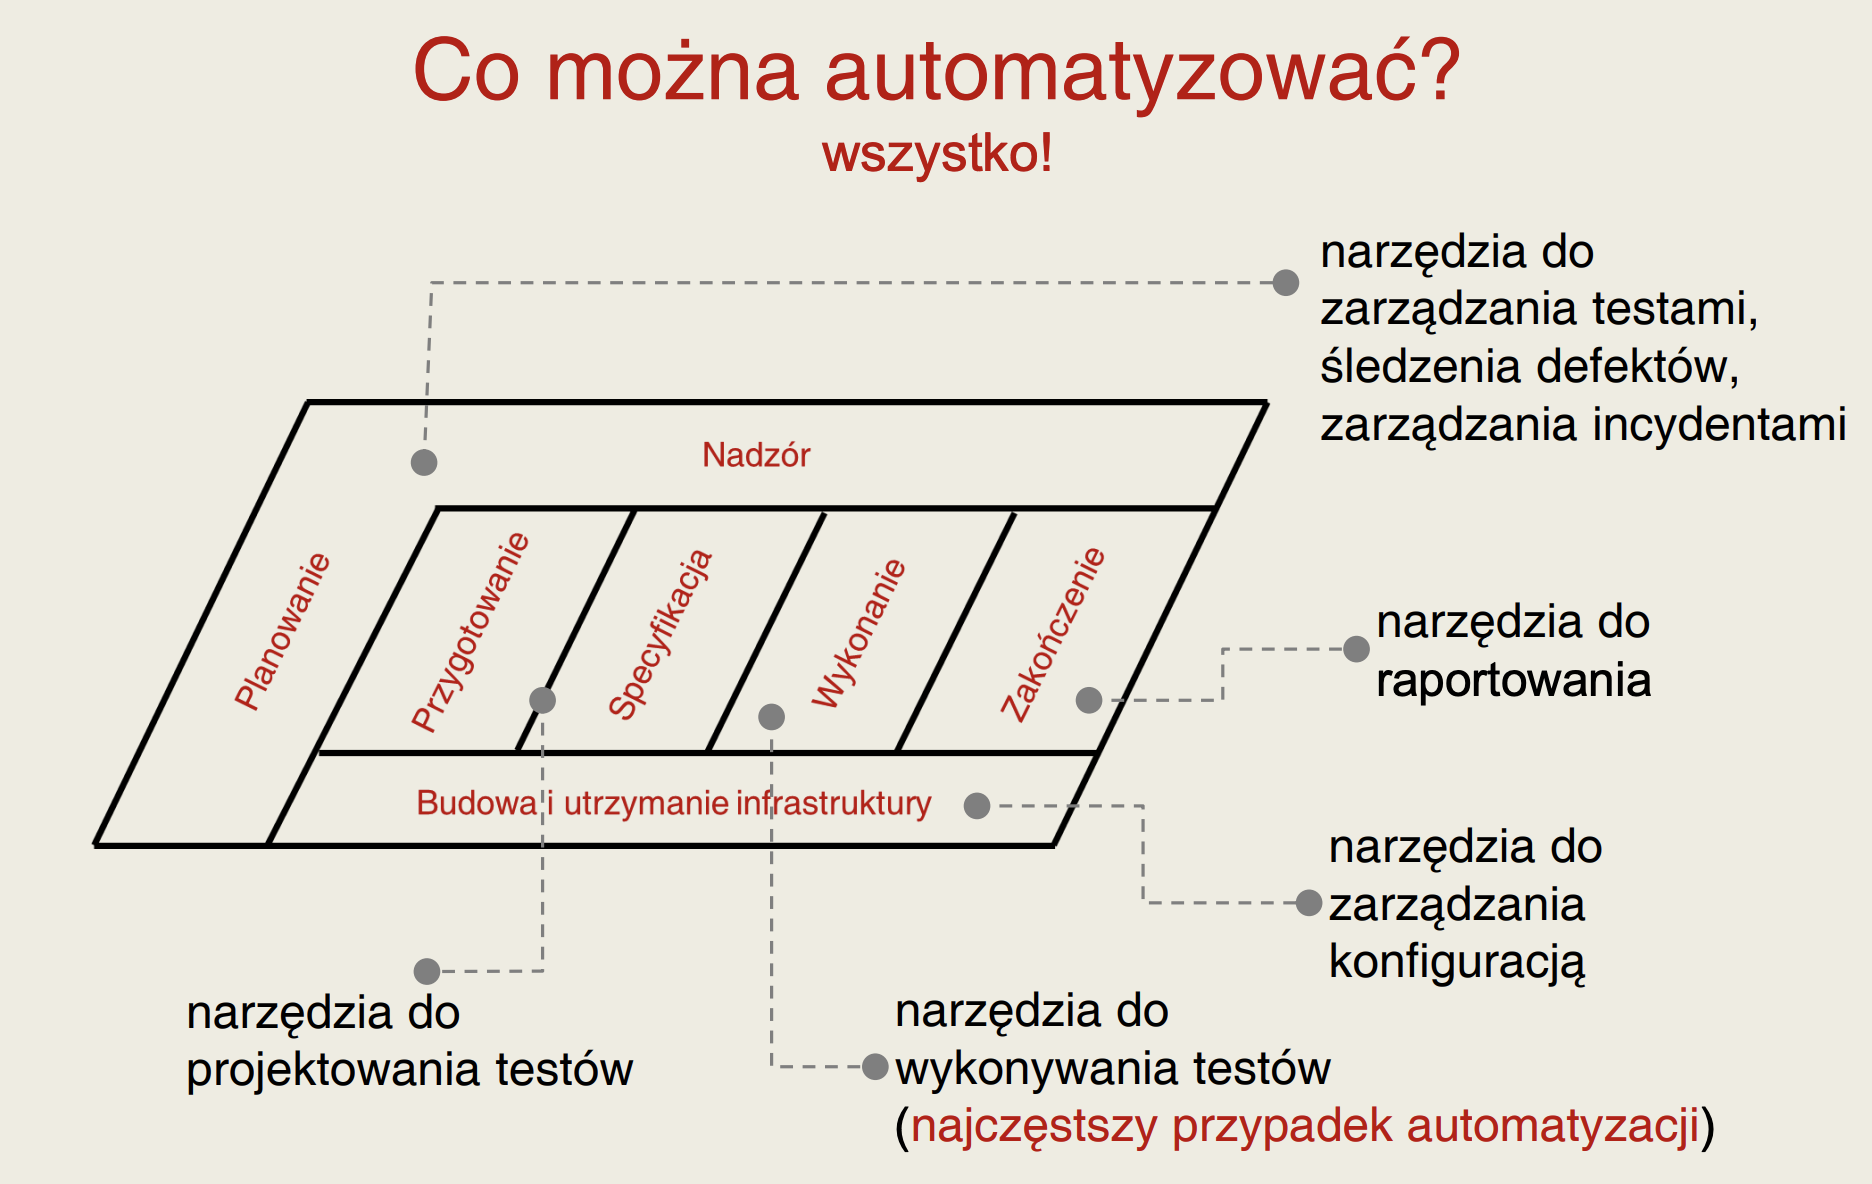 Co można automatyzować?
wszystko!
narzędzia do
zarządzania testami,
śledzenia defektów,
zarządzania incydentami
Nadzór
Planowanie
Przygotowanie
Specyfikacja
Wykonanie
Zakończenie
narzędzia do
raportowania
Budowa i utrzymanie infrastruktury
narzędzia do
zarządzania
konfiguracją
narzędzia do
projektowania testów
narzędzia do
wykonywania testów
(najczęstszy przypadek automatyzacji)